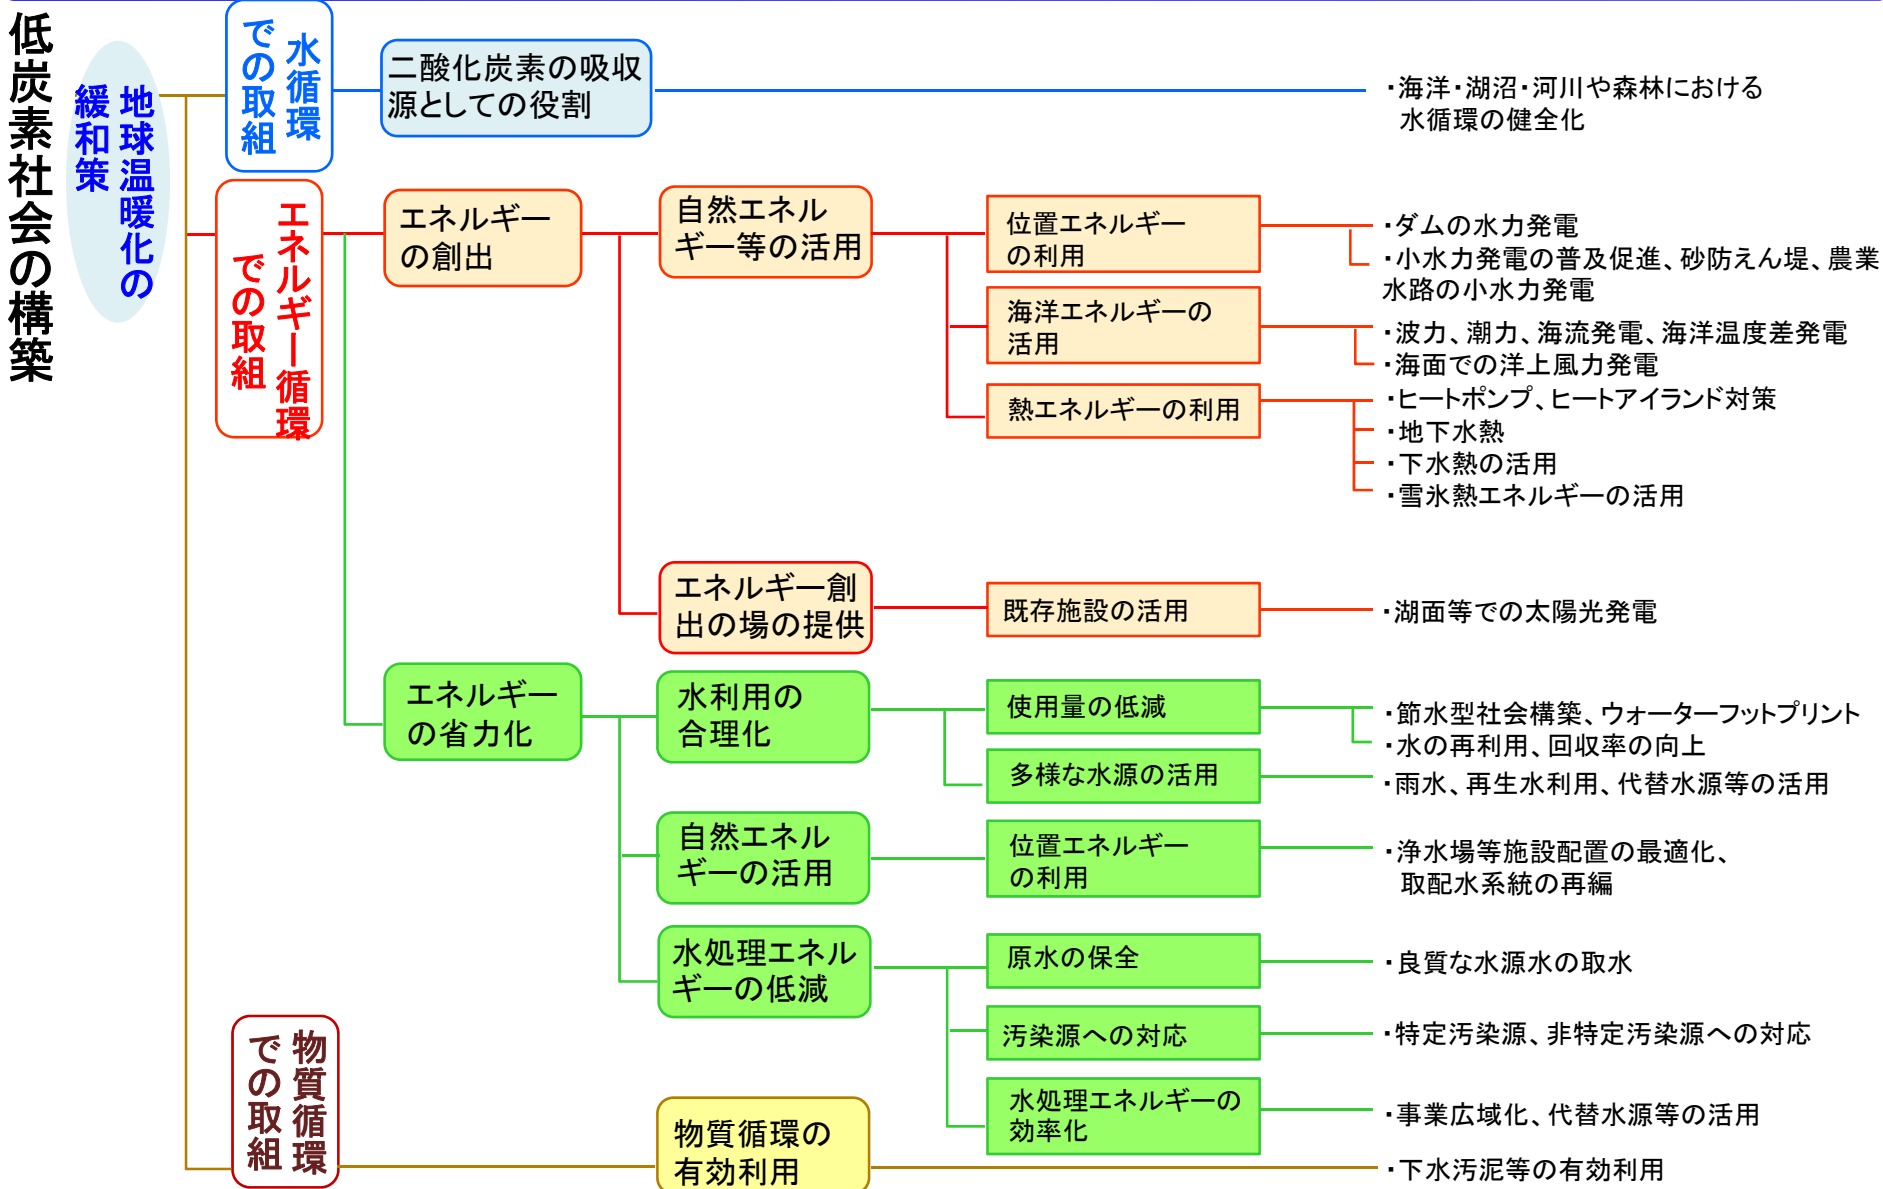 低炭素社会の構築
地球温暖化の
緩和策
水循環
での取組
二酸化炭素の吸収
源としての役割
・海洋・湖沼・河川や森林における
水循環の健全化
エネルギー循環
での取組
エネルギー
の創出
自然エネル
ギー等の活用
位置エネルギー
の利用
・ダムの水力発電
・小水力発電の普及促進、砂防えん堤、農業
水路の小水力発電
海洋エネルギーの
活用
・波力、潮力、海流発電、海洋温度差発電
・海面での洋上風力発電
熱エネルギーの利用
・ヒートポンプ、ヒートアイランド対策
・地下水熱
・下水熱の活用
・雪氷熱エネルギーの活用
エネルギー創
出の場の提供
既存施設の活用
・湖面等での太陽光発電
エネルギー
の省力化
水利用の
合理化
使用量の低減
・節水型社会構築、ウォーターフットプリント
・水の再利用、回収率の向上
多様な水源の活用
・雨水、再生水利用、代替水源等の活用
自然エネル
ギーの活用
位置エネルギー
の利用
・浄水場等施設配置の最適化、
取配水系統の再編
水処理エネル
ギーの低減
原水の保全
・良質な水源水の取水
汚染源への対応
・特定汚染源、非特定汚染源への対応
水処理エネルギーの
効率化
・事業広域化、代替水源等の活用
物質循環
での取組
物質循環の
有効利用
・下水汚泥等の有効利用